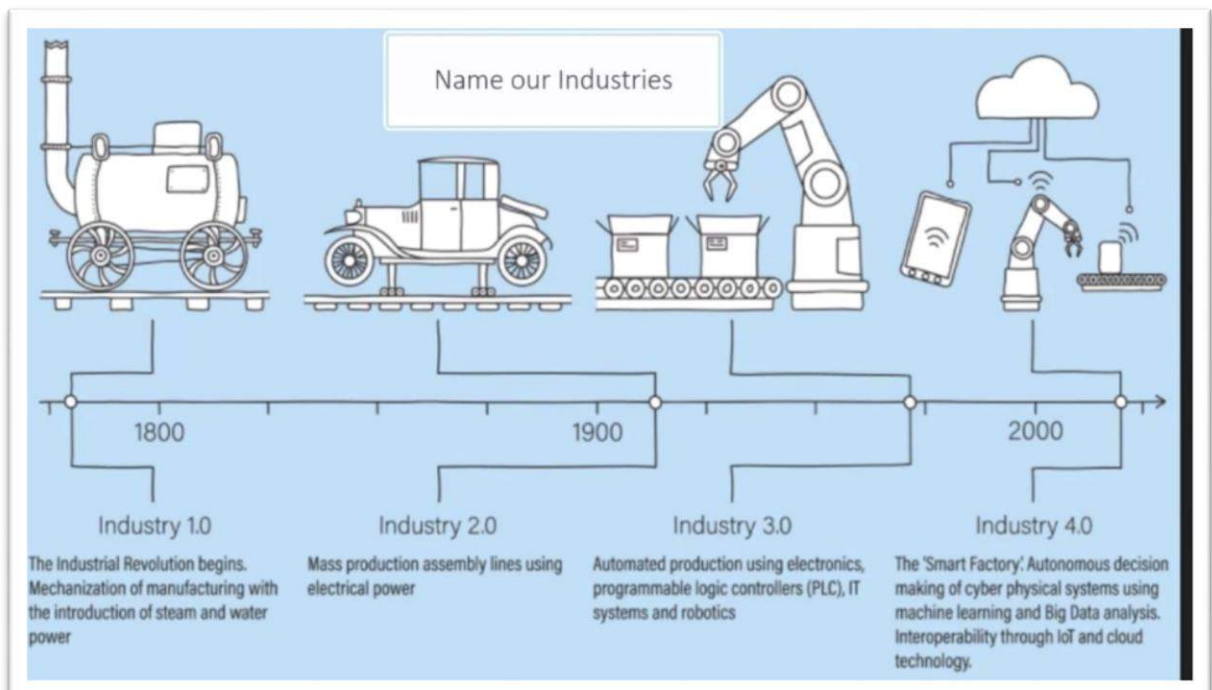 Name our Industries
1800
1900
2000
Industry 1.0
The Industrial Revolution begins.
Mechanization of manufacturing with
the introduction of steam and water
power
Industry 2.0
Mass production assembly lines using
electrical power
Industry 3.0
Automated production using electronics,
programmable logic controllers (PLC), IT
systems and robotics
Industry 4.0
The 'Smart Factory'. Autonomous decision
making of cyber physical systems using
machine learning and Big Data analysis.
Interoperability through IoT and cloud
technology.